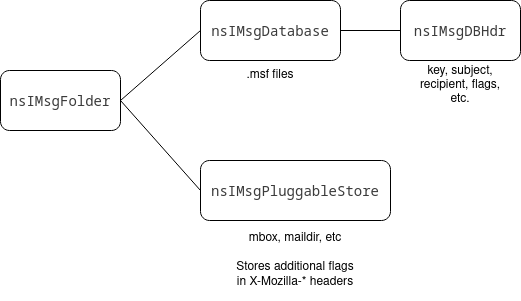 nsIMsgFolder
nsIMsgDatabase
.msf files
nsIMsgDBHdr
key, subject,
recipient, flags,
etc.
nsIMsgPluggableStore
mbox, maildir, etc
Stores additional flags
in X-Mozilla-* headers